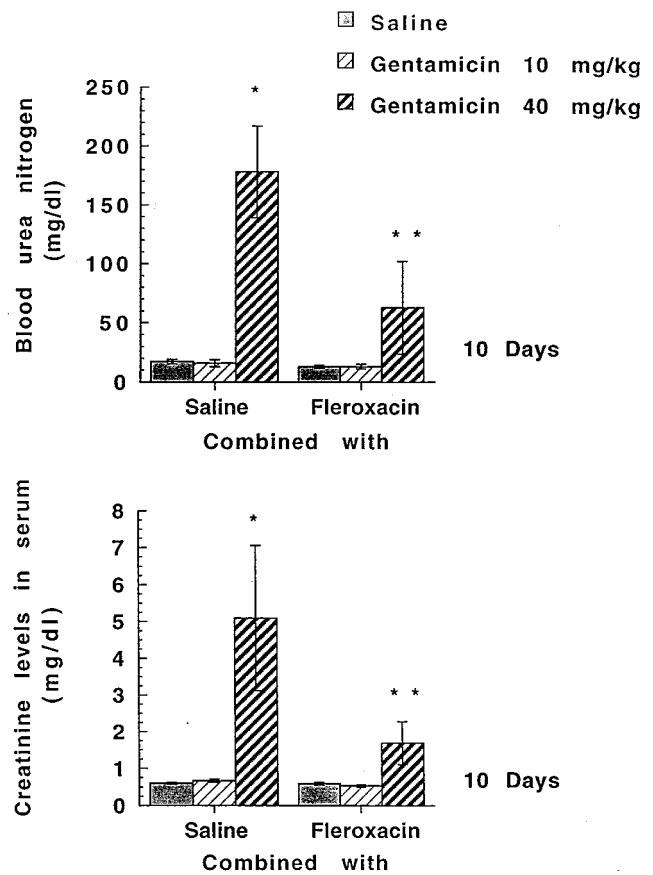 Saline
Gentamicin 10 mg/kg
Gentamicin 40 mg/kg
Blood urea nitrogen
(mg/dl)
250
200
150
100
50
0
*
* *
10 Days
Saline Fleroxacin
Combined with
Creatinine levels in serum
(mg/dl)
8
7
6
5
4
3
2
1
0
*
* *
10 Days
Saline Fleroxacin
Combined with